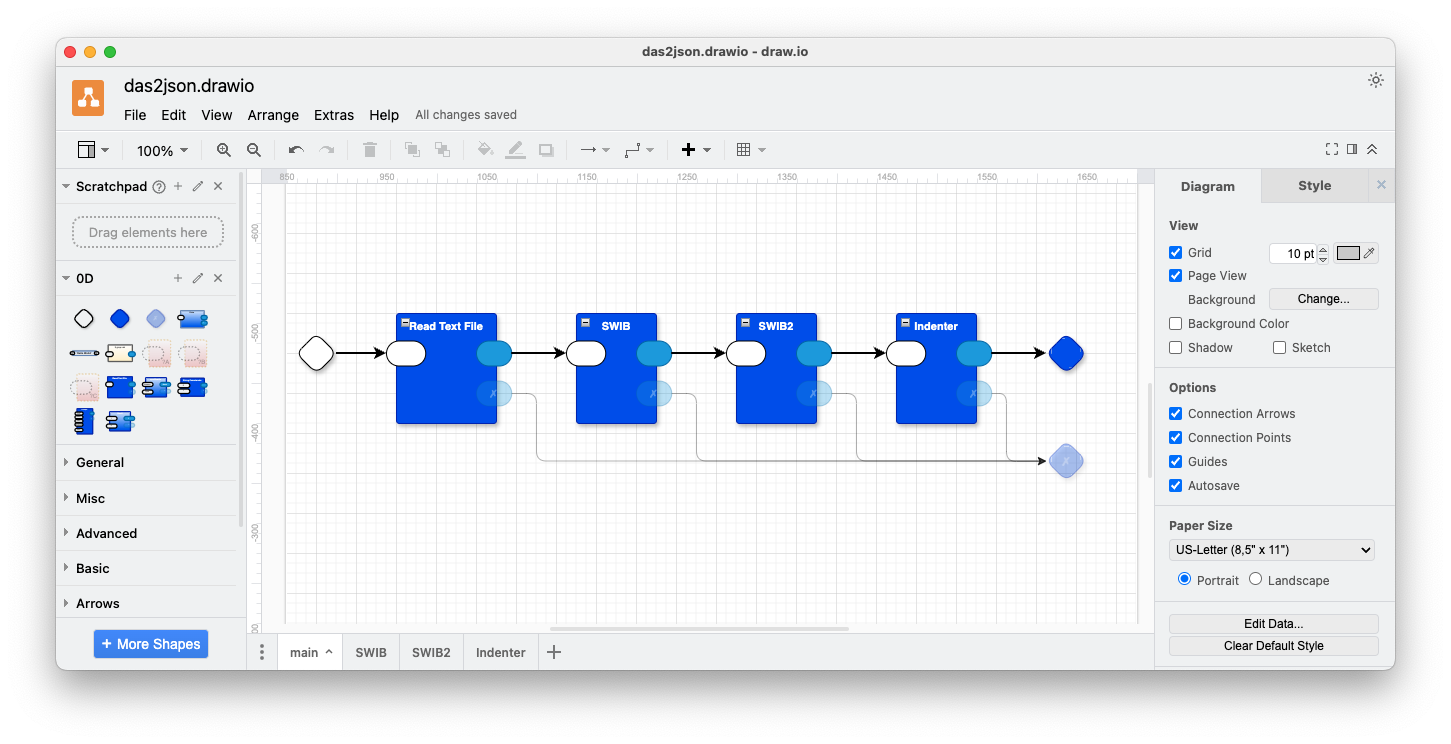 das2json.drawio - draw.io
das2json.drawio
File Edit View Arrange Extras Help All changes saved
100%
Scratchpad
Drag elements here
0D
General
Misc
Advanced
Basic
Arrows
+ More Shapes
850 950 1050 1150 1250 1350 1450 1550 1650
-600
-500
-400
-300
Read Text File
SWIB
SWIB2
Indenter
✗ ✗ ✗ ✗
✗
main SWIB SWIB2 Indenter
Diagram Style
View
Grid 10 pt
Page View
Background Change...
Background Color
Shadow Sketch
Options
Connection Arrows
Connection Points
Guides
Autosave
Paper Size
US-Letter (8,5" x 11")
Portrait Landscape
Edit Data...
Clear Default Style